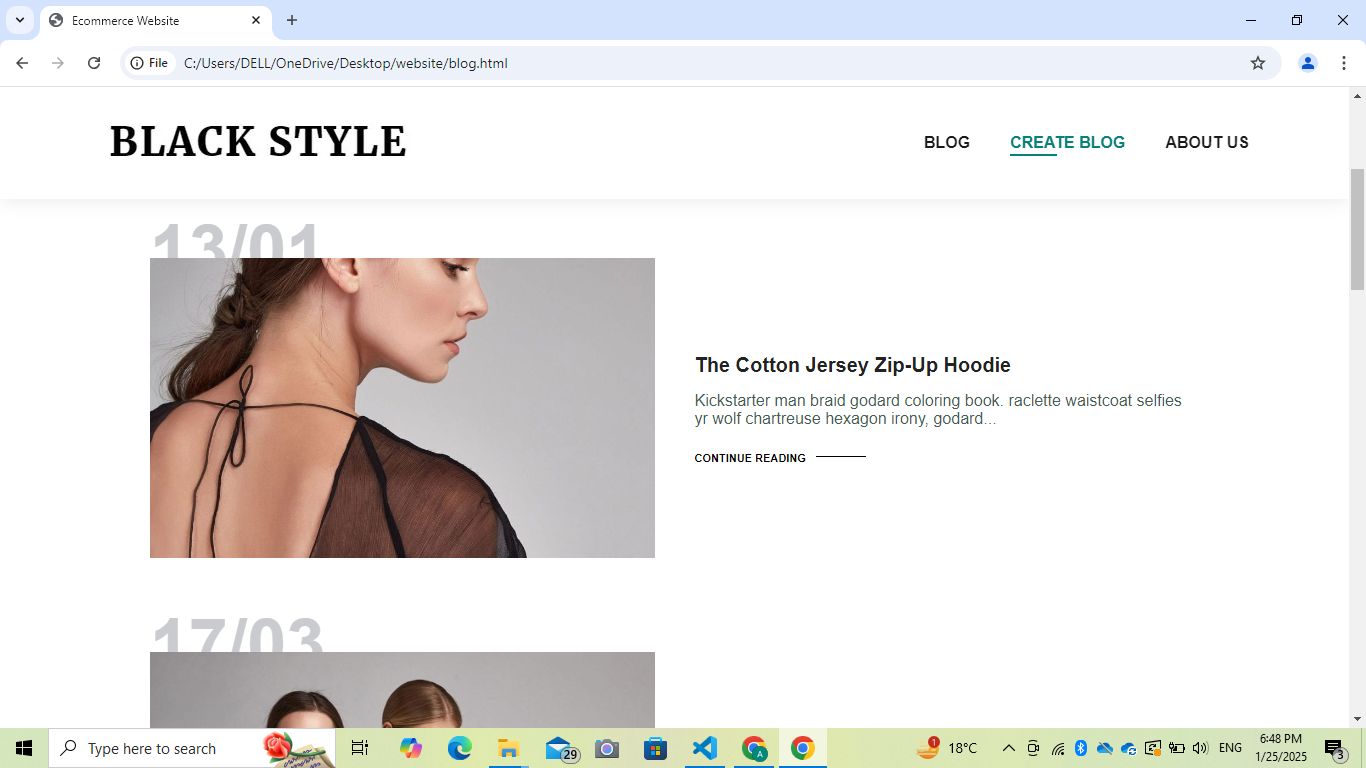 Ecommerce Website
File
C:/Users/DELL/OneDrive/Desktop/website/blog.html
BLACK STYLE
BLOG
CREATE BLOG
ABOUT US
13/01
The Cotton Jersey Zip-Up Hoodie
Kickstarter man braid godard coloring book. raclette waistcoat selfies
yr wolf chartreuse hexagon irony, godard...
CONTINUE READING
17/03
Type here to search
29
A
1
18°C
ENG
6:48 PM
1/25/2025
3